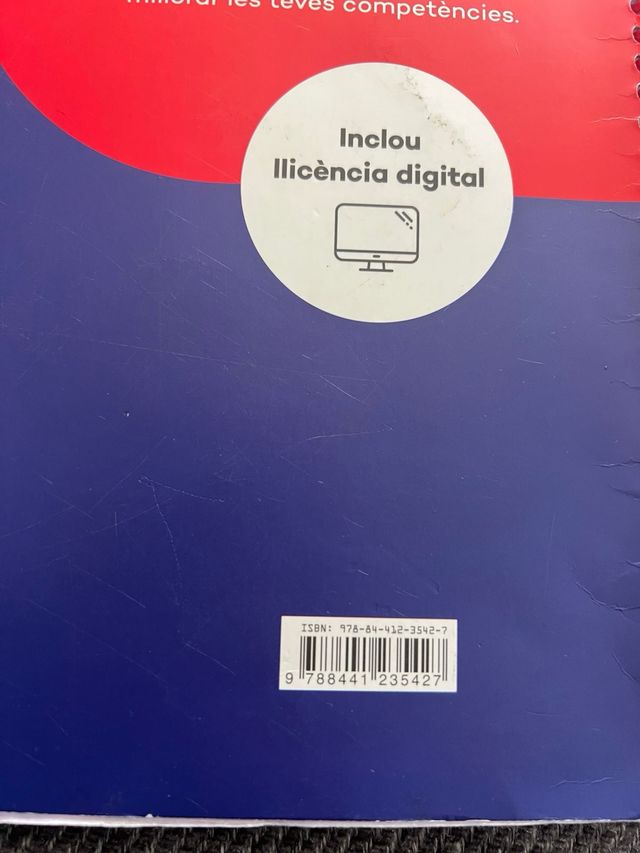 millorar les teves competències.
Inclou
llicència digital
ISBN: 978-84-412-3542-7
9 788441 235427